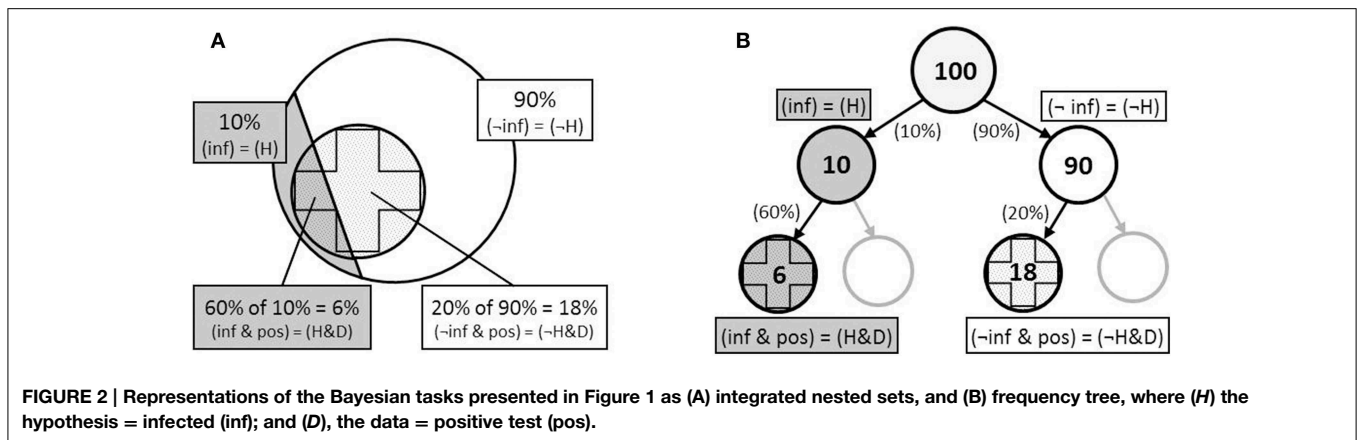 A
10%
(inf) = (H)
90%
(¬inf) = (¬H)
60% of 10% = 6%
(inf & pos) = (H&D)
20% of 90% = 18%
(¬inf & pos) = (¬H&D)
B
100
(inf) = (H)
(¬ inf) = (¬H)
(10%)
(90%)
10
90
(60%)
(20%)
6
18
(inf & pos) = (H&D)
(¬inf & pos) = (¬H&D)
FIGURE 2 | Representations of the Bayesian tasks presented in Figure 1 as (A) integrated nested sets, and (B) frequency tree, where (H) the
hypothesis = infected (inf); and (D), the data = positive test (pos).